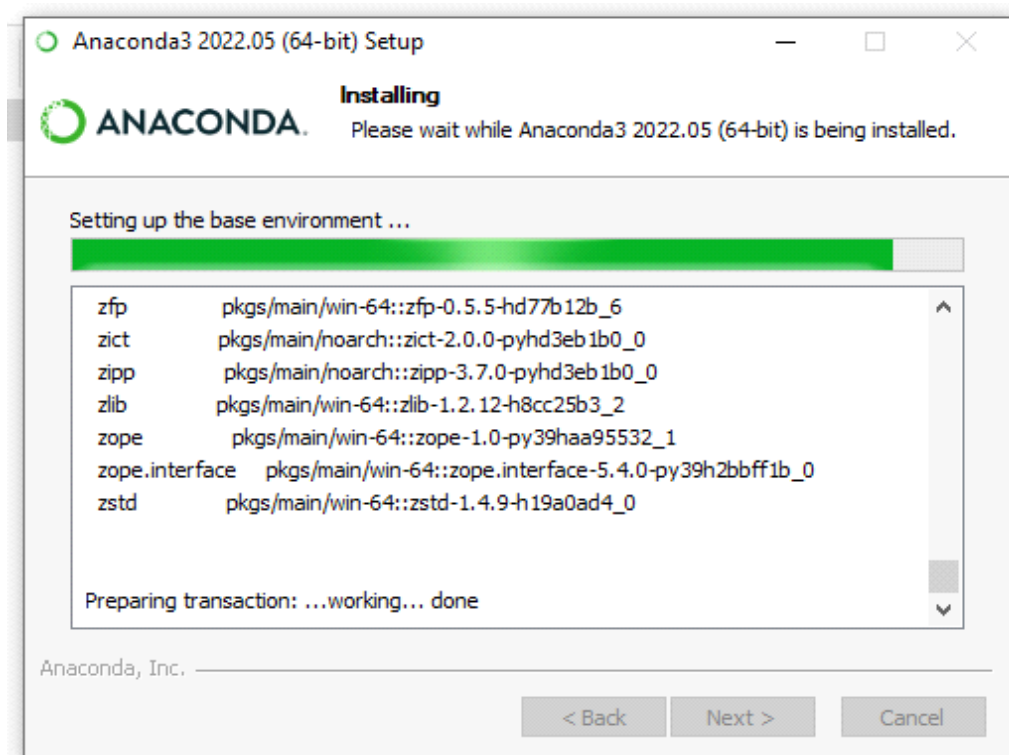 Anaconda3 2022.05 (64-bit) Setup
ANACONDA.
Installing
Please wait while Anaconda3 2022.05 (64-bit) is being installed.
Setting up the base environment ...
zfp pkgs/main/win-64::zfp-0.5.5-hd77b12b_6
zict pkgs/main/noarch::zict-2.0.0-pyhd3eb1b0_0
zipp pkgs/main/noarch::zipp-3.7.0-pyhd3eb1b0_0
zlib pkgs/main/win-64::zlib-1.2.12-h8cc25b3_2
zope pkgs/main/win-64::zope-1.0-py39haa95532_1
zope.interface pkgs/main/win-64::zope.interface-5.4.0-py39h2bbff1b_0
zstd pkgs/main/win-64::zstd-1.4.9-h19a0ad4_0
Preparing transaction: ...working... done
Anaconda, Inc.
< Back Next > Cancel